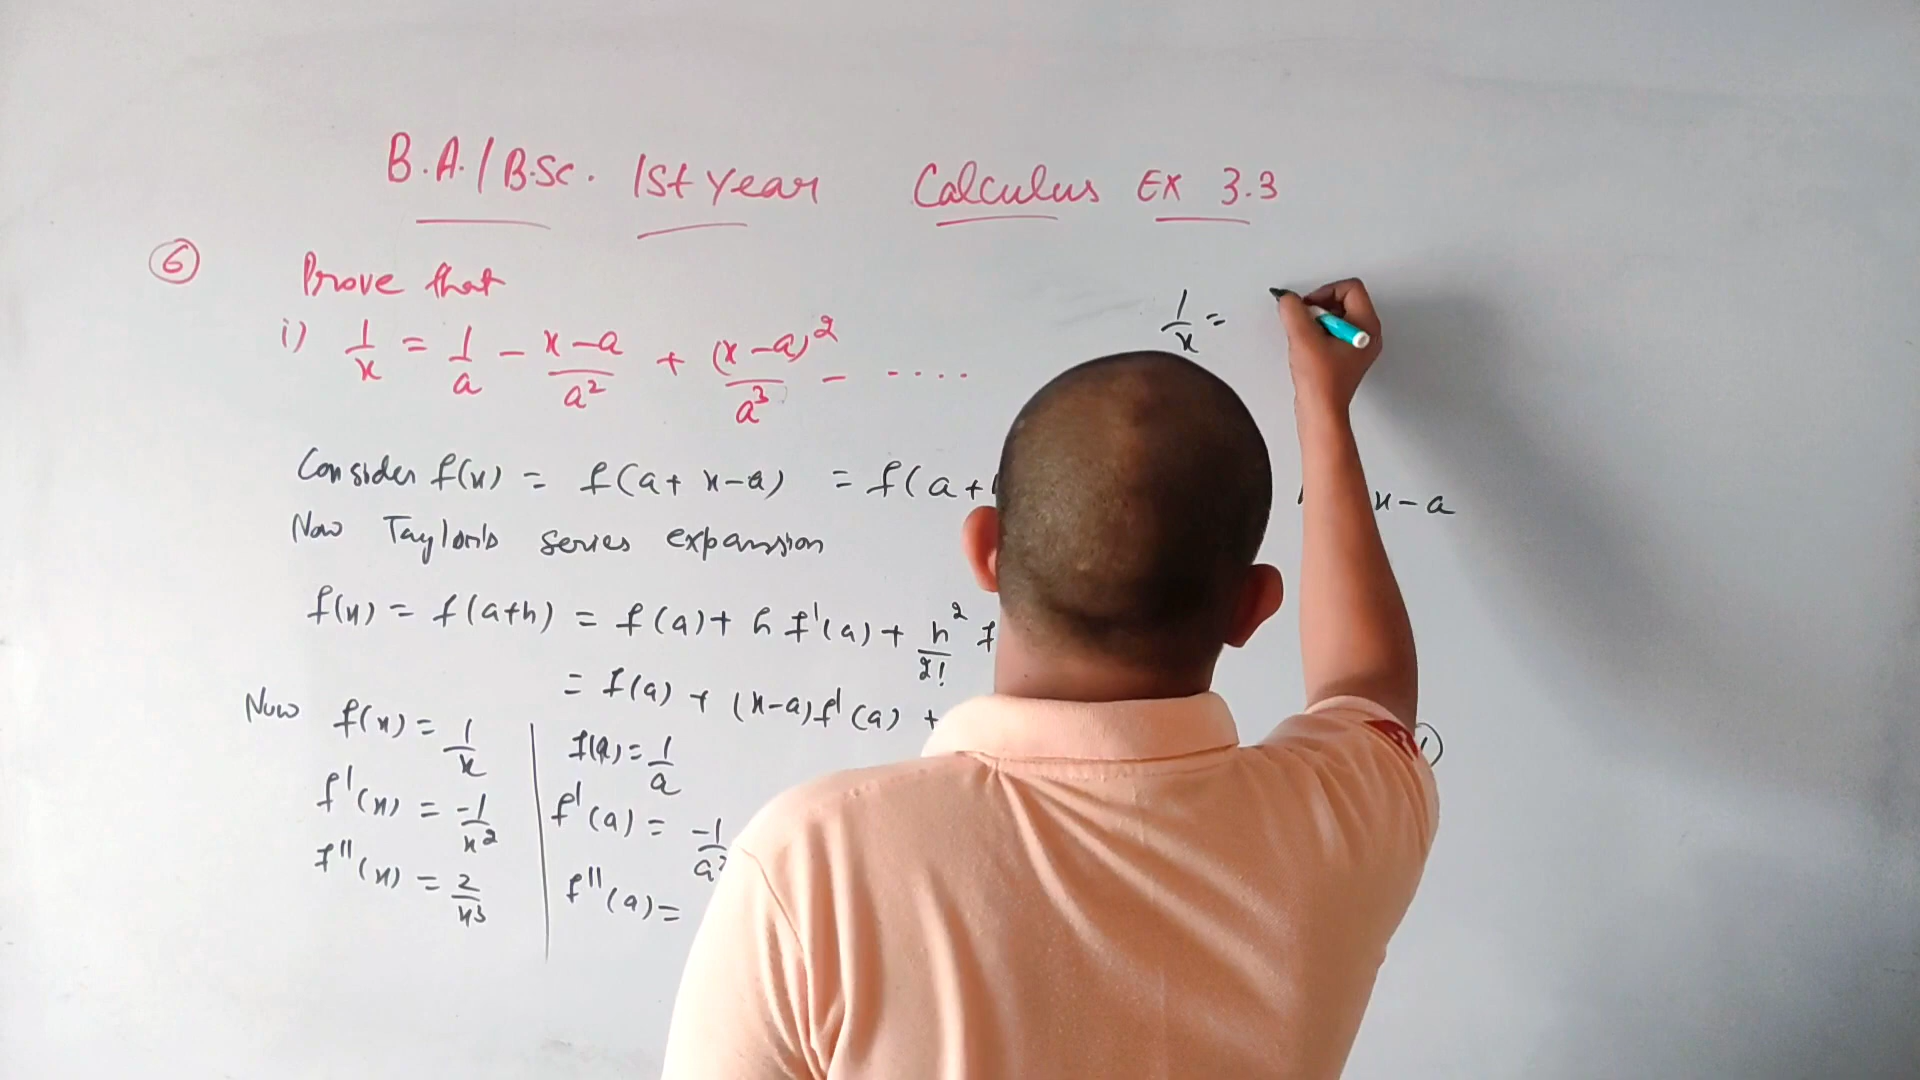 B.A./B.Sc. 1st year Calculus Ex 3.3
6 Prove that
i) 1/x = 1/a - x-a/a² + (x-a)²/a³ - ....
1/x =
Consider f(x) = f(a+ x-a) = f(a+ x-a
Now Taylor's series expansion
f(x) = f(a+h) = f(a)+ h f'(a)+ h²/2! f
= f(a) + (x-a)f'(a) + 1)
Now f(x) = 1/x f(a) = 1/a
f'(x) = -1/x² f'(a) = -1/a²
f''(x) = 2/x³ f''(a) =